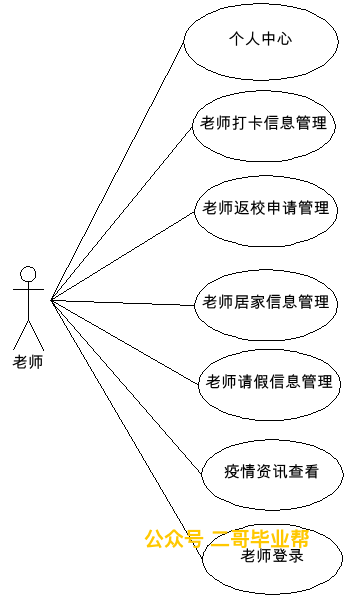 个人中心
老师打卡信息管理
老师返校申请管理
老师居家信息管理
老师
老师请假信息管理
疫情资讯查看
公众号 二哥毕业帮
老师登录